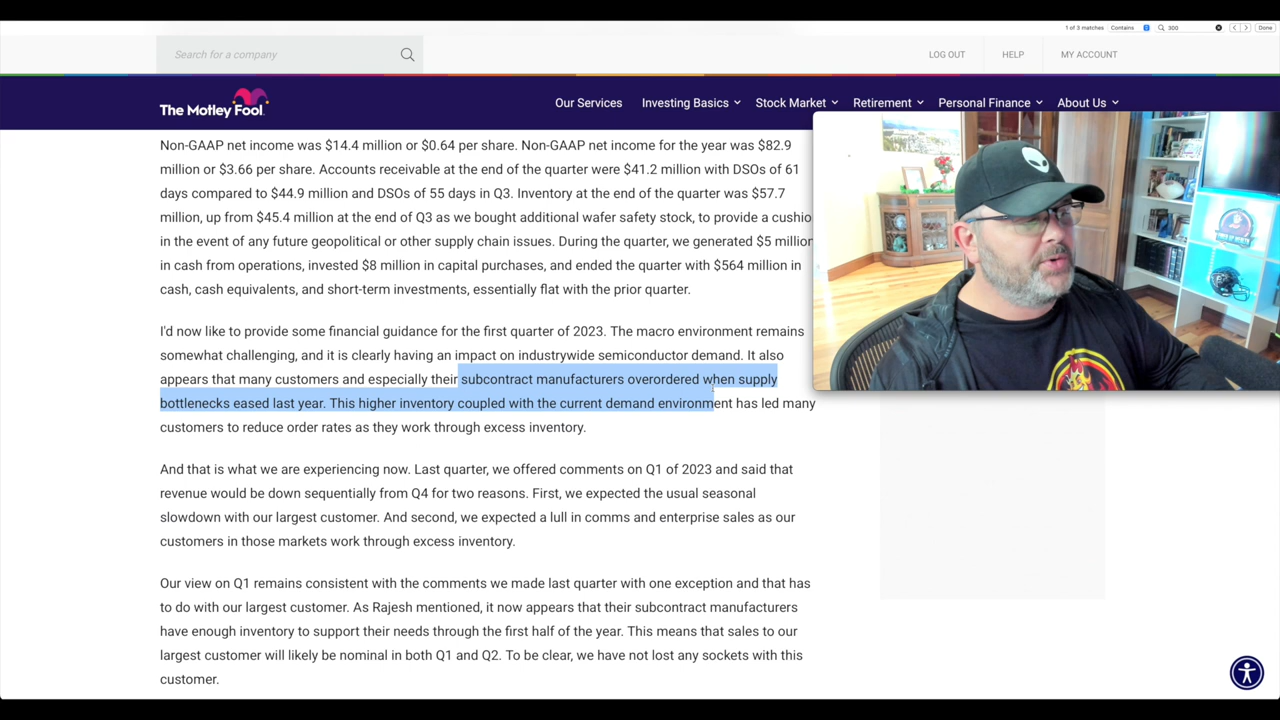 1 of 3 matches Contains 300 Done
Search for a company
LOG OUT HELP MY ACCOUNT
The Motley Fool.
Our Services Investing Basics Stock Market Retirement Personal Finance About Us
Non-GAAP net income was $14.4 million or $0.64 per share. Non-GAAP net income for the year was $82.9
million or $3.66 per share. Accounts receivable at the end of the quarter were $41.2 million with DSOs of 61
days compared to $44.9 million and DSOs of 55 days in Q3. Inventory at the end of the quarter was $57.7
million, up from $45.4 million at the end of Q3 as we bought additional wafer safety stock, to provide a cushio
in the event of any future geopolitical or other supply chain issues. During the quarter, we generated $5 million
in cash from operations, invested $8 million in capital purchases, and ended the quarter with $564 million in
cash, cash equivalents, and short-term investments, essentially flat with the prior quarter.
I'd now like to provide some financial guidance for the first quarter of 2023. The macro environment remains
somewhat challenging, and it is clearly having an impact on industrywide semiconductor demand. It also
appears that many customers and especially their subcontract manufacturers overordered when supply
bottlenecks eased last year. This higher inventory coupled with the current demand environment has led many
customers to reduce order rates as they work through excess inventory.
And that is what we are experiencing now. Last quarter, we offered comments on Q1 of 2023 and said that
revenue would be down sequentially from Q4 for two reasons. First, we expected the usual seasonal
slowdown with our largest customer. And second, we expected a lull in comms and enterprise sales as our
customers in those markets work through excess inventory.
Our view on Q1 remains consistent with the comments we made last quarter with one exception and that has
to do with our largest customer. As Rajesh mentioned, it now appears that their subcontract manufacturers
have enough inventory to support their needs through the first half of the year. This means that sales to our
largest customer will likely be nominal in both Q1 and Q2. To be clear, we have not lost any sockets with this
customer.